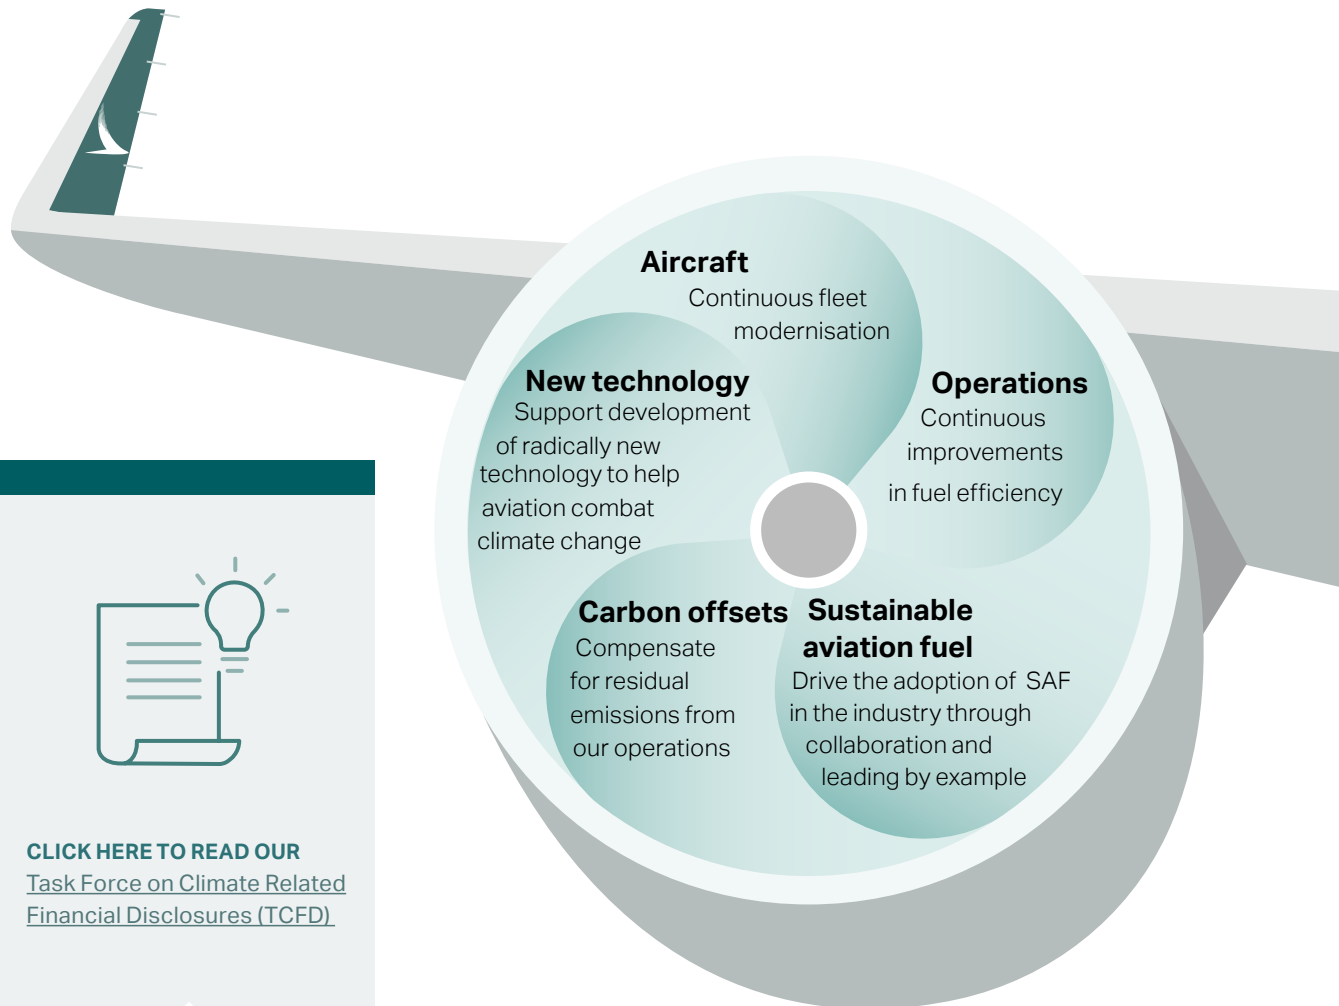 Aircraft
Continuous fleet
modernisation
New technology
Support development
of radically new
technology to help
aviation combat
climate change
Operations
Continuous
improvements
in fuel efficiency
Carbon offsets
Compensate
for residual
emissions from
our operations
Sustainable
aviation fuel
Drive the adoption of SAF
in the industry through
collaboration and
leading by example
CLICK HERE TO READ OUR
Task Force on Climate Related
Financial Disclosures (TCFD)